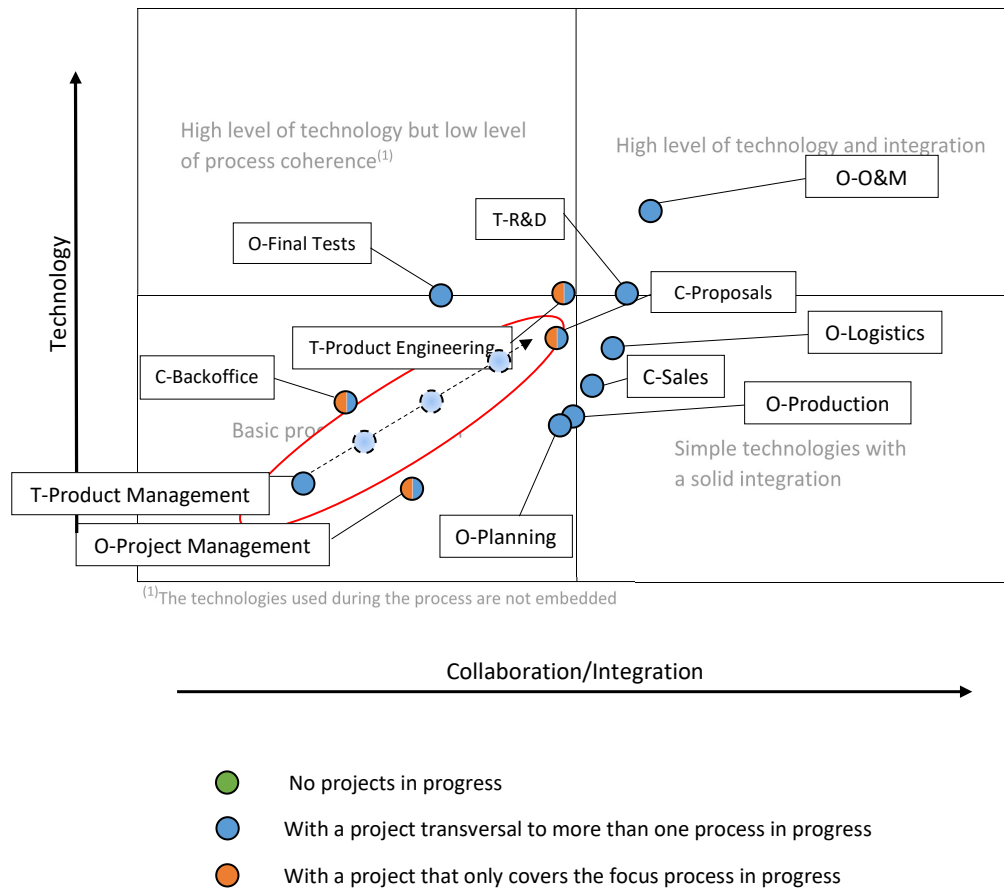 High level of technology but low level
of process coherence(1)
High level of technology and integration
O-O&M
T-R&D
O-Final Tests
C-Proposals
Technology
T-Product Engineering
O-Logistics
C-Backoffice
C-Sales
O-Production
Basic
Simple technologies with
a solid integration
T-Product Management
O-Planning
O-Project Management
(1)The technologies used during the process are not embedded
Collaboration/Integration
No projects in progress
With a project transversal to more than one process in progress
With a project that only covers the focus process in progress